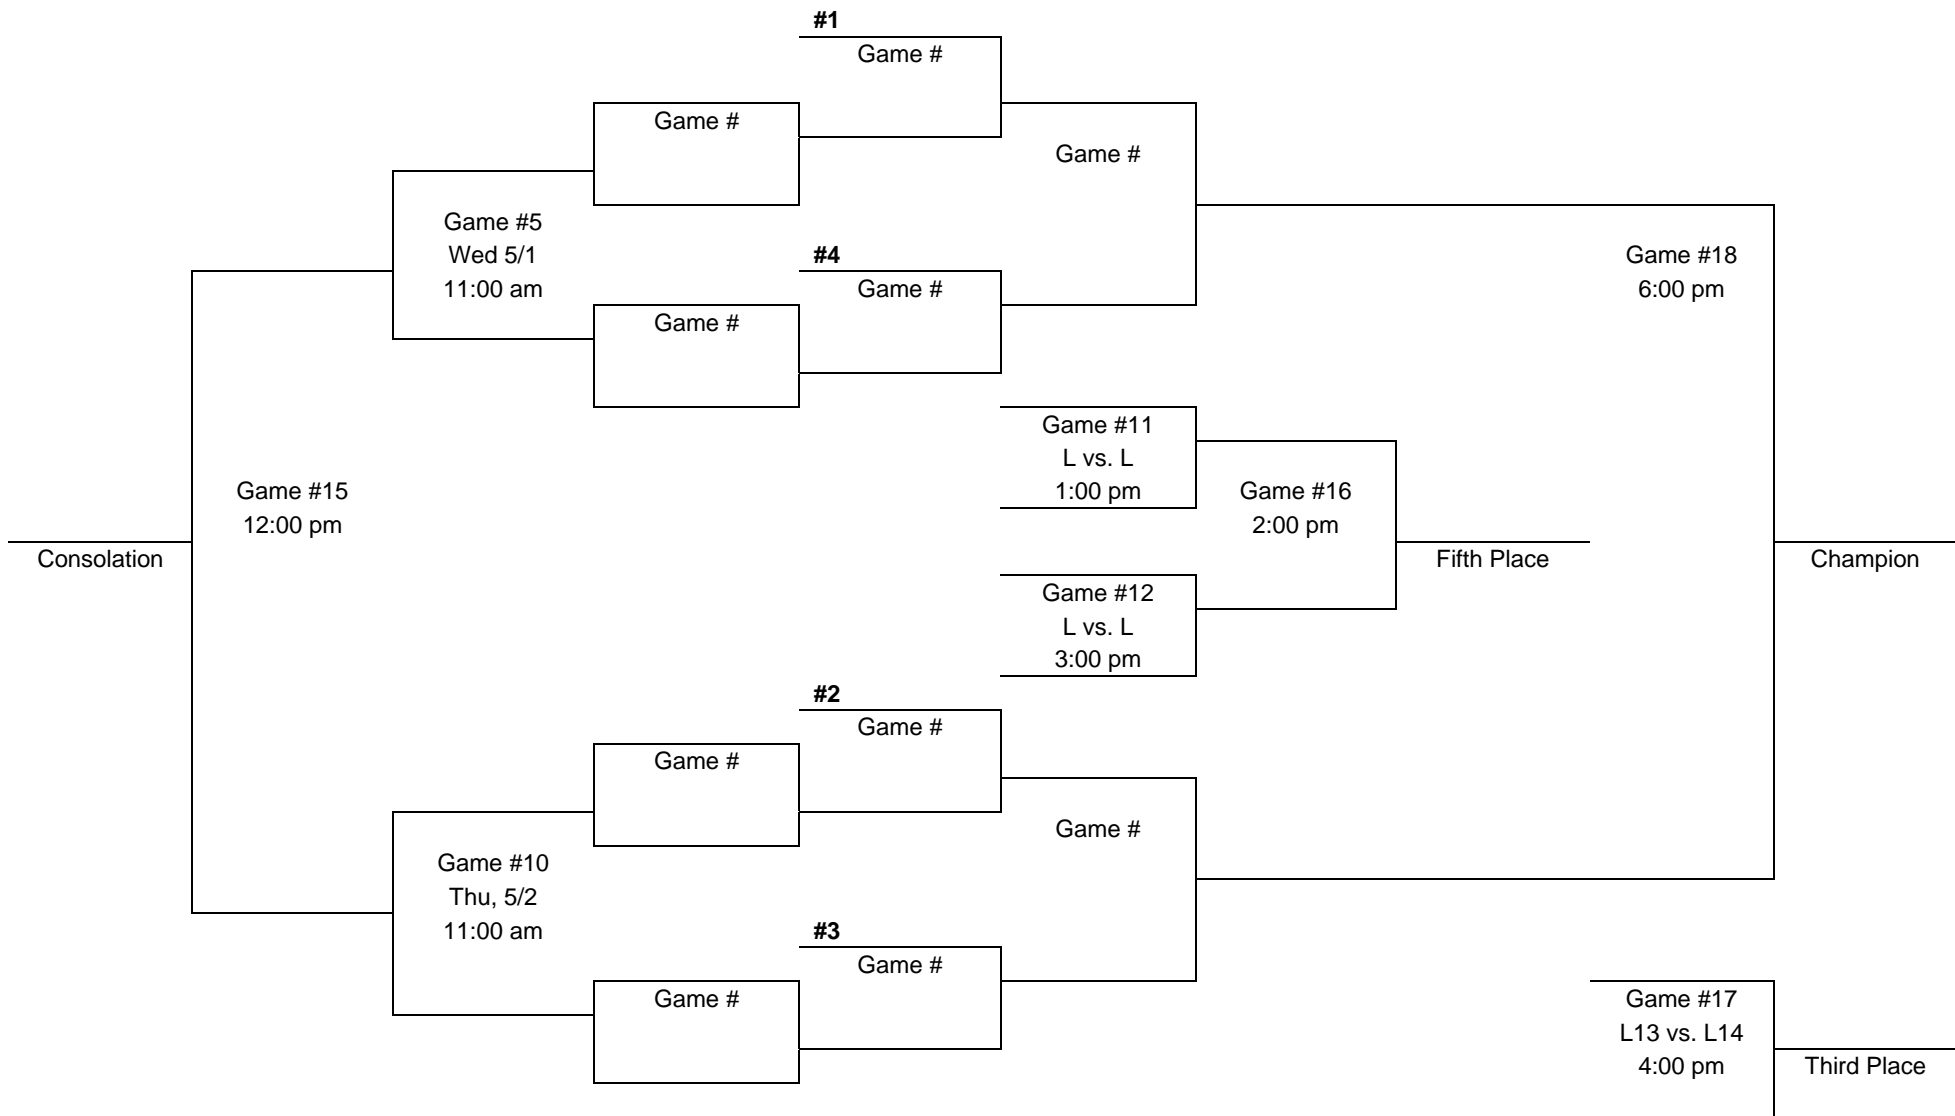 #1
Game #
Game #
Game #
Game #5
Wed 5/1
11:00 am
#4
Game #
Game #18
6:00 pm
Game #
Game #11
L vs. L
1:00 pm
Game #15
12:00 pm
Game #16
2:00 pm
Consolation
Fifth Place
Champion
Game #12
L vs. L
3:00 pm
#2
Game #
Game #
Game #
Game #10
Thu, 5/2
11:00 am
#3
Game #
Game #
Game #17
L13 vs. L14
4:00 pm
Third Place